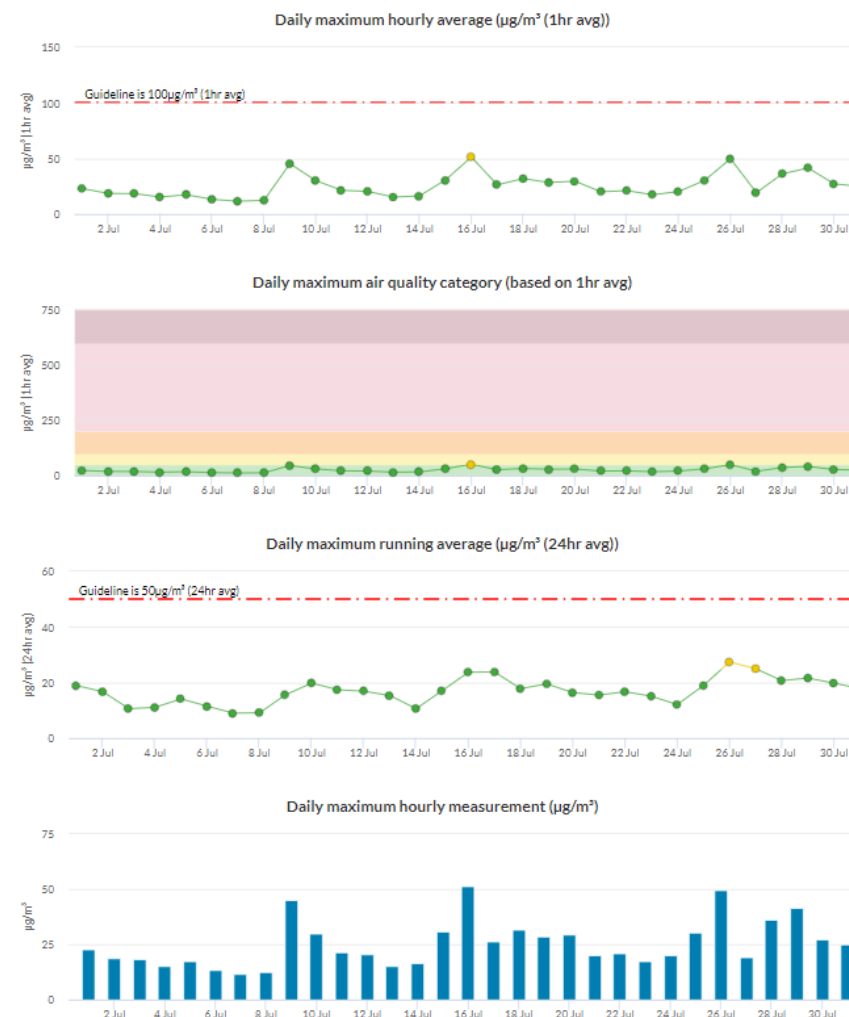 Daily maximum hourly average (µg/m³ (1hr avg))
150
Guideline is 100µg/m³ (1hr avg)
100
50
0
µg/m³ (1hr avg)
2 Jul 4 Jul 6 Jul 8 Jul 10 Jul 12 Jul 14 Jul 16 Jul 18 Jul 20 Jul 22 Jul 24 Jul 26 Jul 28 Jul 30 Jul
Daily maximum air quality category (based on 1hr avg)
750
500
250
0
µg/m³ (1hr avg)
2 Jul 4 Jul 6 Jul 8 Jul 10 Jul 12 Jul 14 Jul 16 Jul 18 Jul 20 Jul 22 Jul 24 Jul 26 Jul 28 Jul 30 Jul
Daily maximum running average (µg/m³ (24hr avg))
60
Guideline is 50µg/m³ (24hr avg)
40
20
0
µg/m³ (24hr avg)
2 Jul 4 Jul 6 Jul 8 Jul 10 Jul 12 Jul 14 Jul 16 Jul 18 Jul 20 Jul 22 Jul 24 Jul 26 Jul 28 Jul 30 Jul
Daily maximum hourly measurement (µg/m³)
75
50
25
0
µg/m³
2 Jul 4 Jul 6 Jul 8 Jul 10 Jul 12 Jul 14 Jul 16 Jul 18 Jul 20 Jul 22 Jul 24 Jul 26 Jul 28 Jul 30 Jul